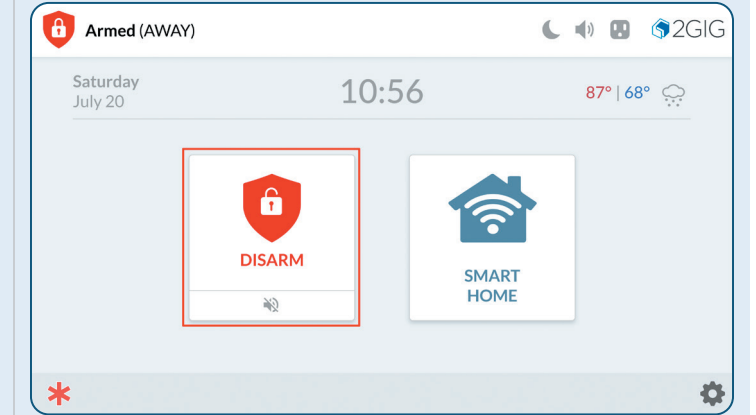 Armed (AWAY)
2GIG
Saturday
July 20
10:56
87° | 68°
DISARM
SMART
HOME